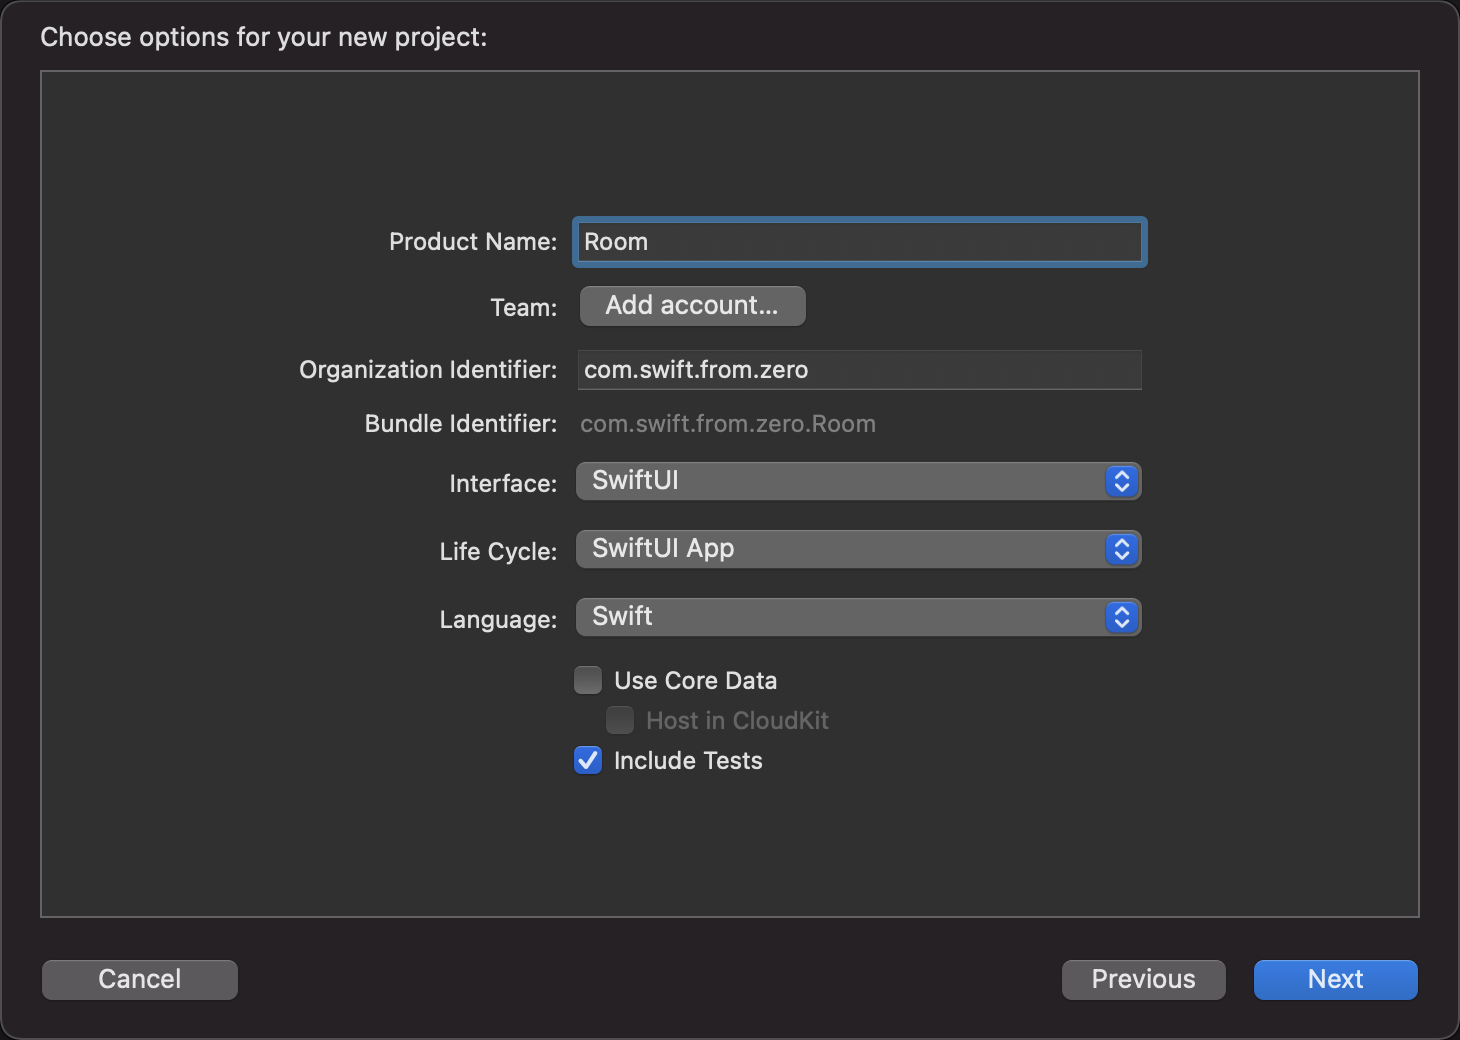 Choose options for your new project:
Product Name: Room
Team: Add account...
Organization Identifier: com.swift.from.zero
Bundle Identifier: com.swift.from.zero.Room
Interface: SwiftUI
Life Cycle: SwiftUI App
Language: Swift
Use Core Data
Host in CloudKit
Include Tests
Cancel Previous Next